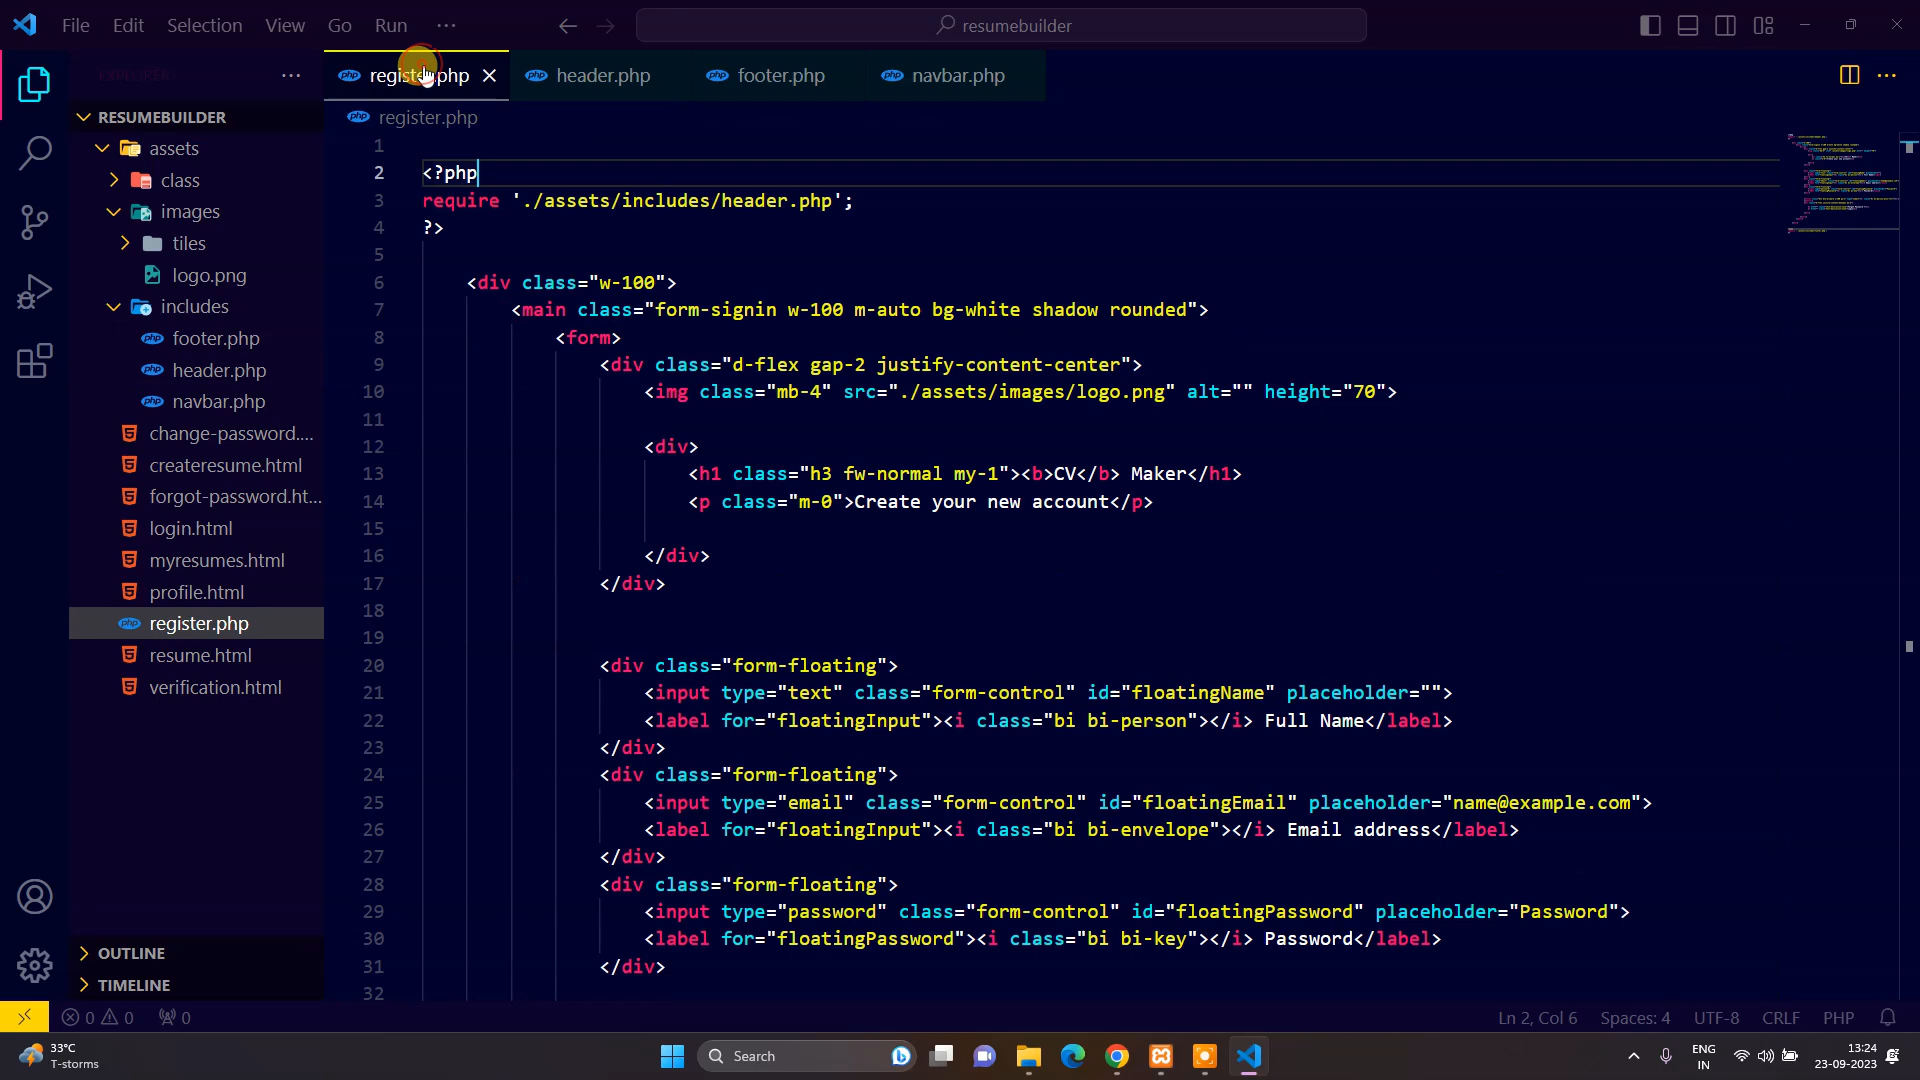 File Edit Selection View Go Run ··· resumebuilder
EXPLORER
RESUMEBUILDER
assets
class
images
tiles
logo.png
includes
footer.php
header.php
navbar.php
change-password....
createresume.html
forgot-password.ht...
login.html
myresumes.html
profile.html
register.php
resume.html
verification.html
OUTLINE
TIMELINE
register.php header.php footer.php navbar.php
register.php
1
2 <?php
3 require './assets/includes/header.php';
4 ?>
5
6 <div class="w-100">
7 <main class="form-signin w-100 m-auto bg-white shadow rounded">
8 <form>
9 <div class="d-flex gap-2 justify-content-center">
10 <img class="mb-4" src="./assets/images/logo.png" alt="" height="70">
11
12 <div>
13 <h1 class="h3 fw-normal my-1"><b>CV</b> Maker</h1>
14 <p class="m-0">Create your new account</p>
15
16 </div>
17 </div>
18
19
20 <div class="form-floating">
21 <input type="text" class="form-control" id="floatingName" placeholder="">
22 <label for="floatingInput"><i class="bi bi-person"></i> Full Name</label>
23 </div>
24 <div class="form-floating">
25 <input type="email" class="form-control" id="floatingEmail" placeholder="name@example.com">
26 <label for="floatingInput"><i class="bi bi-envelope"></i> Email address</label>
27 </div>
28 <div class="form-floating">
29 <input type="password" class="form-control" id="floatingPassword" placeholder="Password">
30 <label for="floatingPassword"><i class="bi bi-key"></i> Password</label>
31 </div>
32
0 0 0 Ln 2, Col 6 Spaces: 4 UTF-8 CRLF PHP
33°C
T-storms
Search
ENG
IN
13:24
23-09-2023